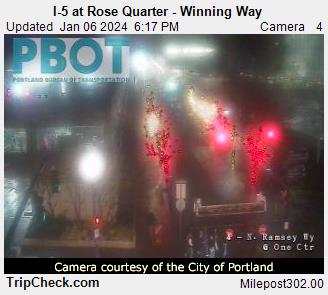 I-5 at Rose Quarter - Winning Way
Updated Jan 06 2024 6:17 PM Camera 4
PBOT
PORTLAND BUREAU OF TRANSPORTATION
4 - N. Ramsey Wy
@ One Ctr
Camera courtesy of the City of Portland
TripCheck.com Milepost302.00